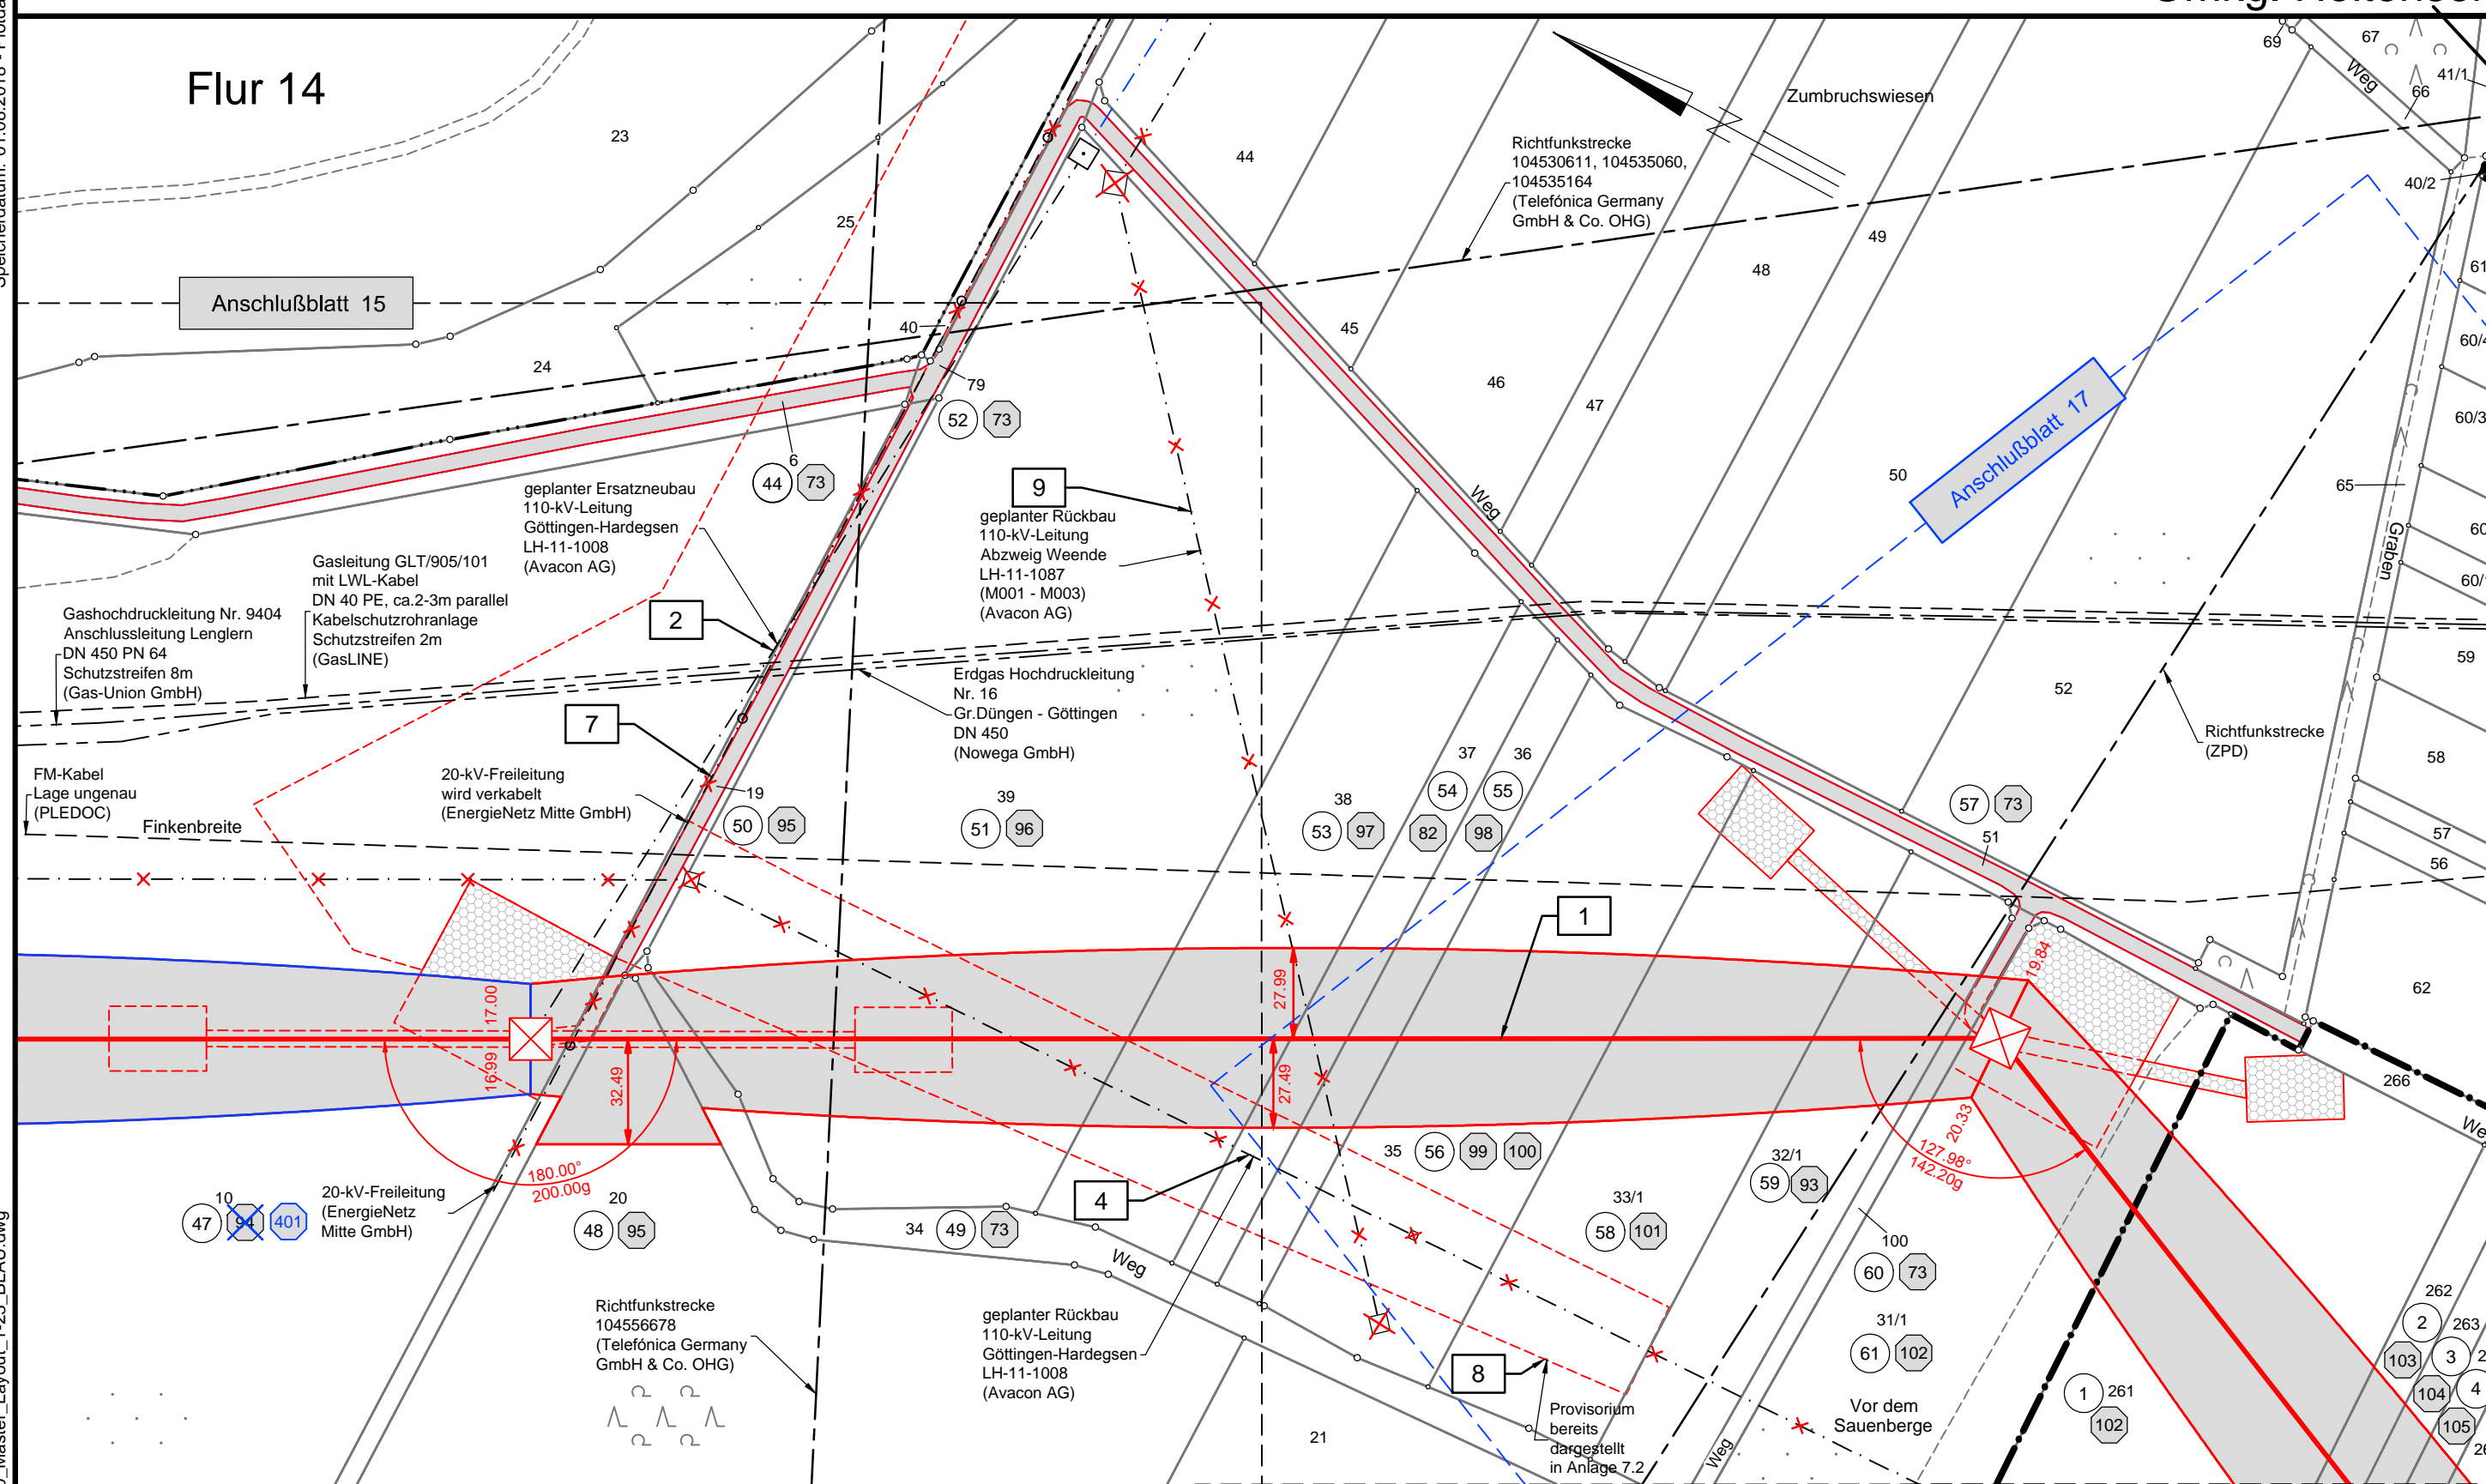 Flur 14
23
25
24
Anschlußblatt 15
40
79
52 73
6
44 73
44
Richtfunkstrecke
104530611, 104535060,
104535164
(Telefónica Germany
GmbH & Co. OHG)
Zumbruchswiesen
69
67
Weg
41/1
66
40/2
49
48
45
46
47
50
Anschlußblatt 17
65
Graben
60/3
59
58
57
56
62
Weg
geplanter Ersatzneubau
110-kV-Leitung
Göttingen-Hardegsen
LH-11-1008
(Avacon AG)
9
geplanter Rückbau
110-kV-Leitung
Abzweig Weende
LH-11-1087
(M001 - M003)
(Avacon AG)
Gasleitung GLT/905/101
mit LWL-Kabel
DN 40 PE, ca.2-3m parallel
Kabelschutzrohranlage
Schutzstreifen 2m
(GasLINE)
Gashochdruckleitung Nr. 9404
Anschlussleitung Lenglern
DN 450 PN 64
Schutzstreifen 8m
(Gas-Union GmbH)
2
7
Erdgas Hochdruckleitung
Nr. 16
Gr.Düngen - Göttingen
DN 450
(Nowega GmbH)
FM-Kabel
Lage ungenau
(PLEDOC)
Finkenbreite
20-kV-Freileitung
wird verkabelt
(EnergieNetz Mitte GmbH)
19
50 95
39
51 96
38
53 97
37
54
82
36
55
98
52
Richtfunkstrecke
(ZPD)
57 73
51
1
17.00
16.99
32.49
27.99
27.49
19.84
20.33
180.00°
200.00g
127.98°
142.20g
266
10
47 94 401
20-kV-Freileitung
(EnergieNetz
Mitte GmbH)
20
48 95
34 49 73
4
35 56 99 100
33/1
58 101
32/1
59 93
100
60 73
31/1
61 102
Weg
Richtfunkstrecke
104556678
(Telefónica Germany
GmbH & Co. OHG)
geplanter Rückbau
110-kV-Leitung
Göttingen-Hardegsen
LH-11-1008
(Avacon AG)
8
Provisorium
bereits
dargestellt
in Anlage 7.2
21
Weg
Vor dem
Sauenberge
1 261
102
262
2 263
103 3
104 4
105